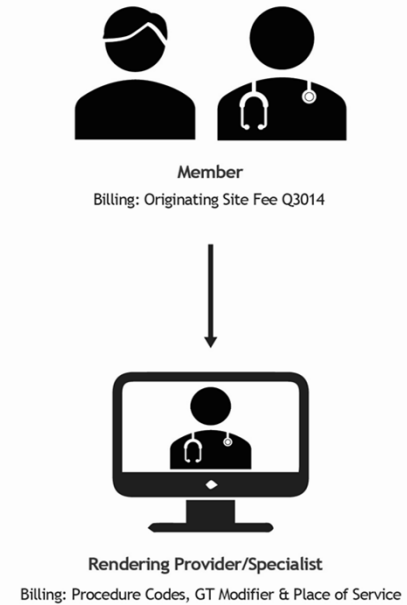 Member
Billing: Originating Site Fee Q3014
Rendering Provider/Specialist
Billing: Procedure Codes, GT Modifier & Place of Service